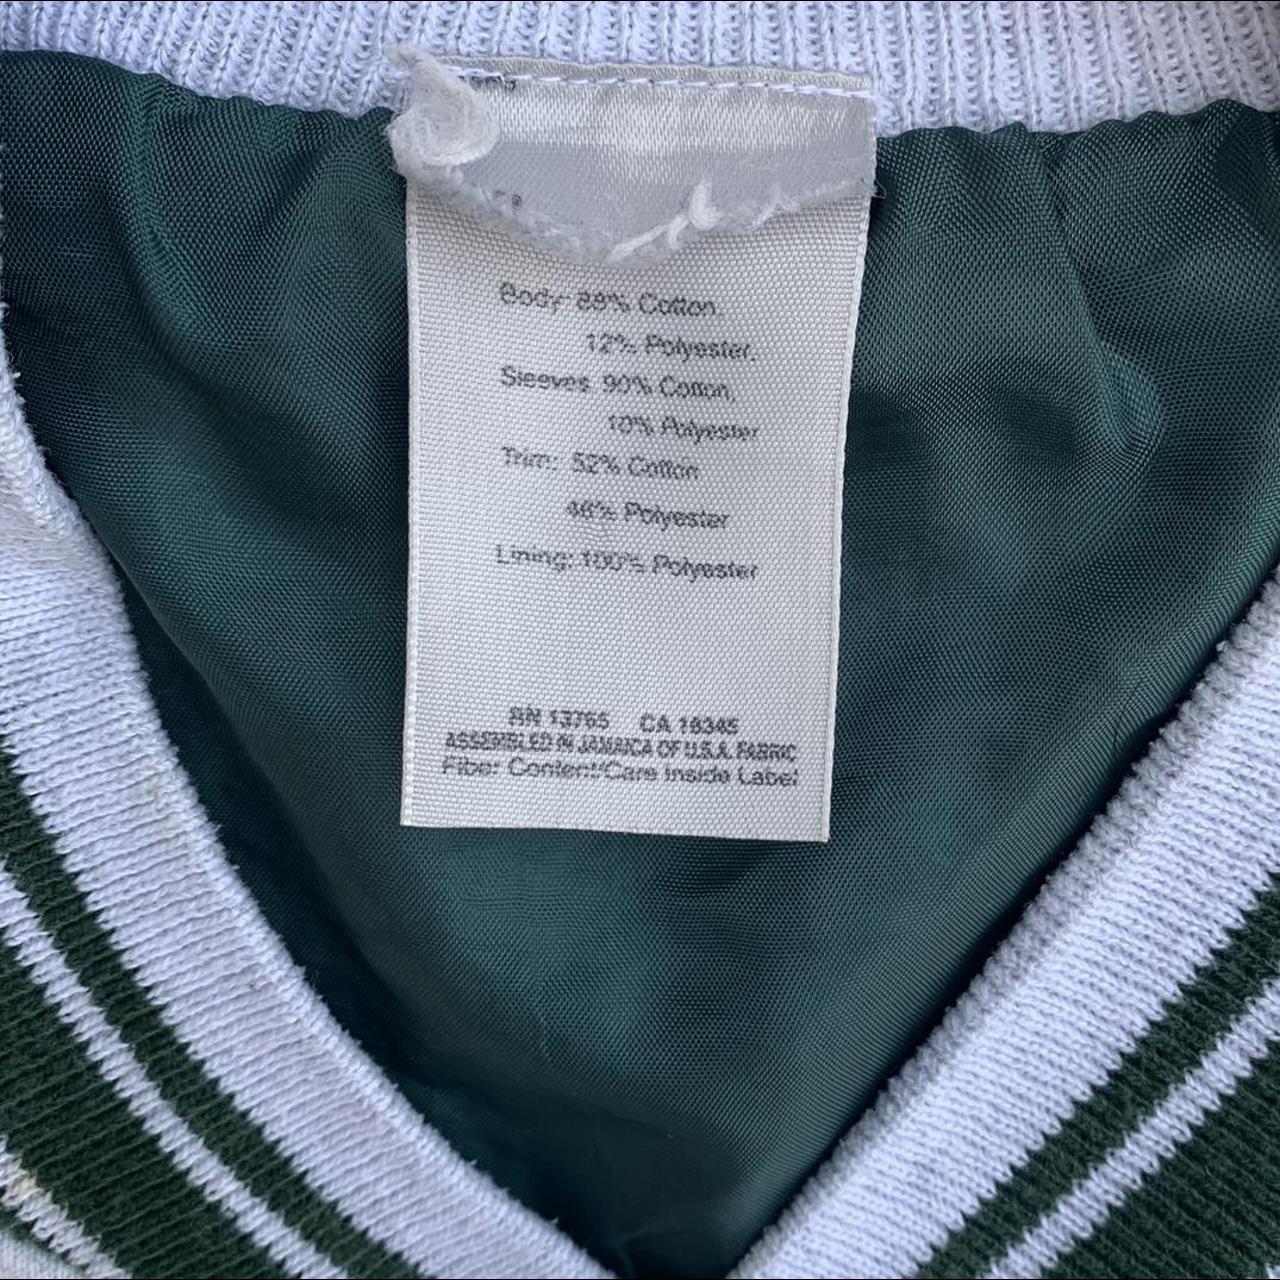 Body: 88% Cotton,
12% Polyester,
Sleeves 90% Cotton,
10% Polyester
Trim: 52% Cotton
48% Polyester
Lining: 100% Polyester
RN 13765 CA 18345
ASSEMBLED IN JAMAICA OF U.S.A. FABRIC
Fiber Content/Care Inside Label